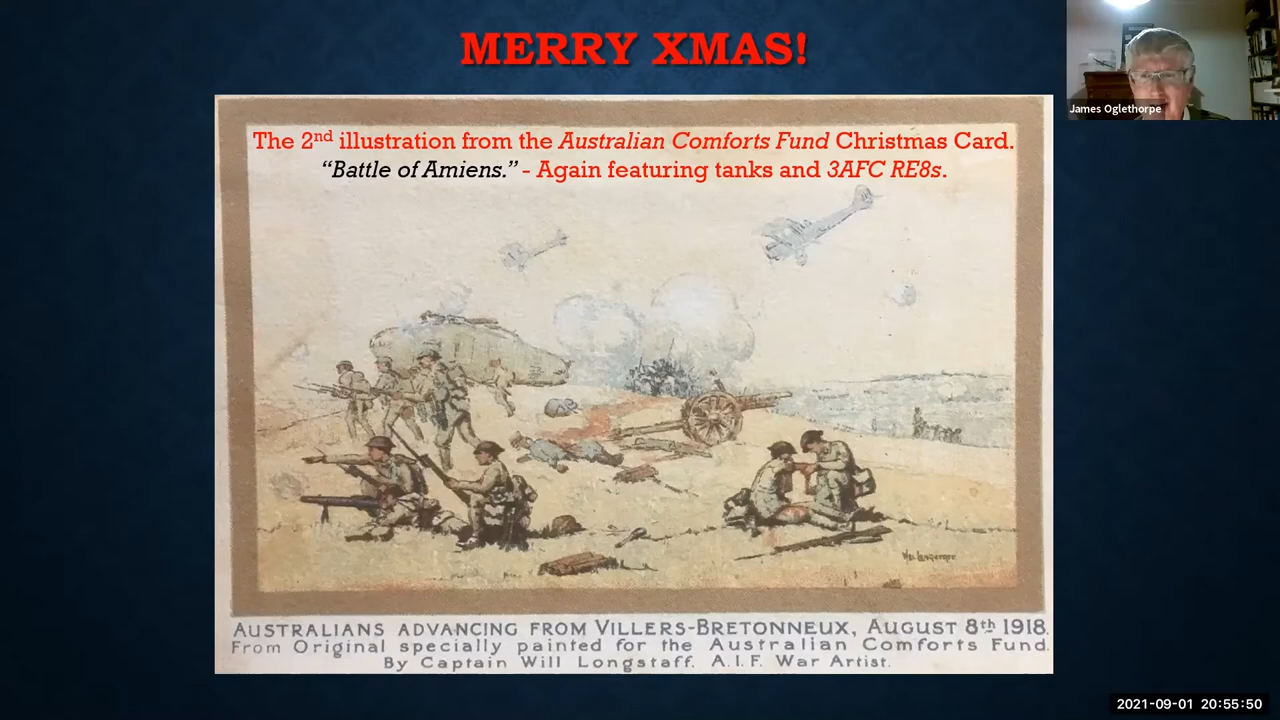 MERRY XMAS!
James Oglethorpe
The 2nd illustration from the Australian Comforts Fund Christmas Card.
“Battle of Amiens.” - Again featuring tanks and 3AFC RE8s.
Will Longstaff
AUSTRALIANS ADVANCING FROM VILLERS-BRETONNEUX, AUGUST 8th 1918.
From Original specially painted for the Australian Comforts Fund.
By Captain Will Longstaff. A.I.F. War Artist.
2021-09-01 20:55:50